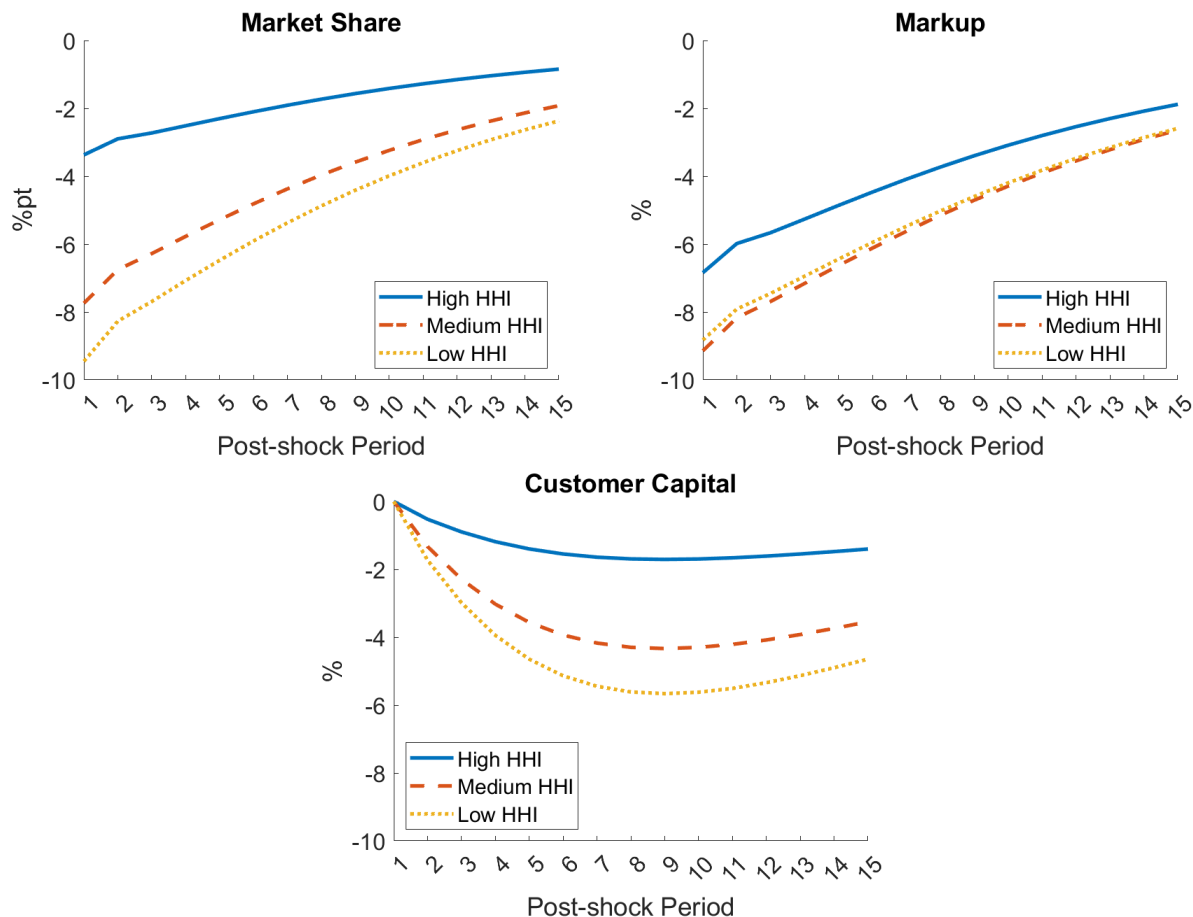 Market Share
0
-2
-4
-6
-8
-10
%pt
High HHI
Medium HHI
Low HHI
1 2 3 4 5 6 7 8 9 10 11 12 13 14 15
Post-shock Period
Markup
0
-2
-4
-6
-8
-10
%
High HHI
Medium HHI
Low HHI
1 2 3 4 5 6 7 8 9 10 11 12 13 14 15
Post-shock Period
Customer Capital
0
-2
-4
-6
-8
-10
%
High HHI
Medium HHI
Low HHI
1 2 3 4 5 6 7 8 9 10 11 12 13 14 15
Post-shock Period